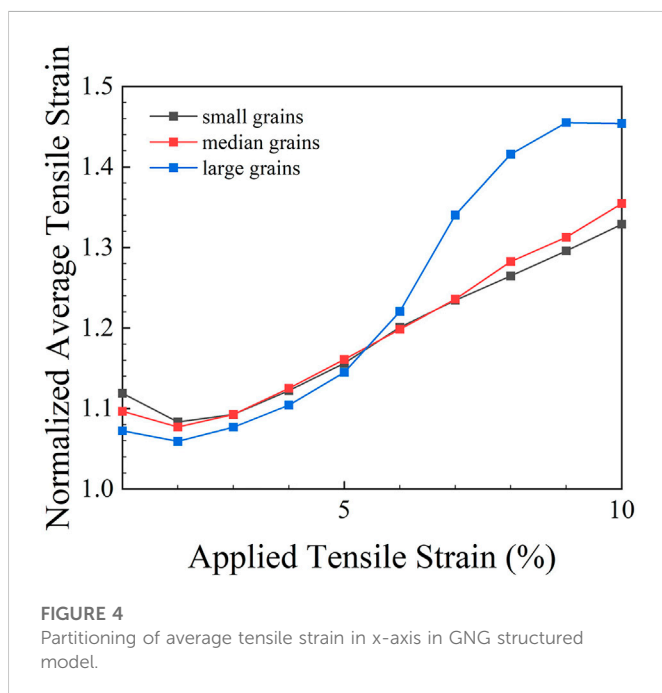 Normalized Average Tensile Strain
1.5
1.4
1.3
1.2
1.1
1.0
small grains
median grains
large grains
5
10
Applied Tensile Strain (%)
FIGURE 4
Partitioning of average tensile strain in x-axis in GNG structured
model.